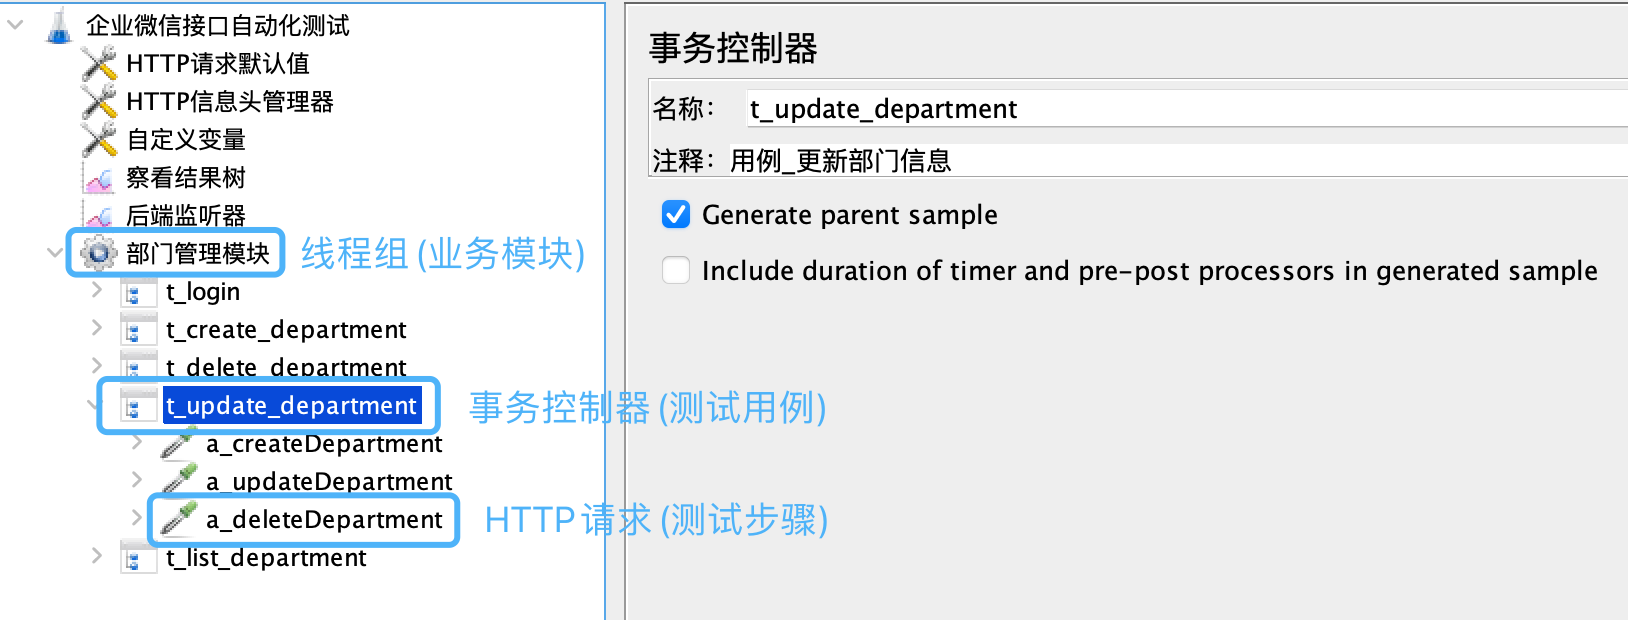 企业微信接口自动化测试
HTTP请求默认值
HTTP信息头管理器
自定义变量
察看结果树
后端监听器
部门管理模块
线程组 (业务模块)
t_login
t_create_department
t_delete_department
t_update_department
事务控制器 (测试用例)
a_createDepartment
a_updateDepartment
a_deleteDepartment
HTTP请求 (测试步骤)
t_list_department
事务控制器
名称： t_update_department
注释： 用例_更新部门信息
Generate parent sample
Include duration of timer and pre-post processors in generated sample